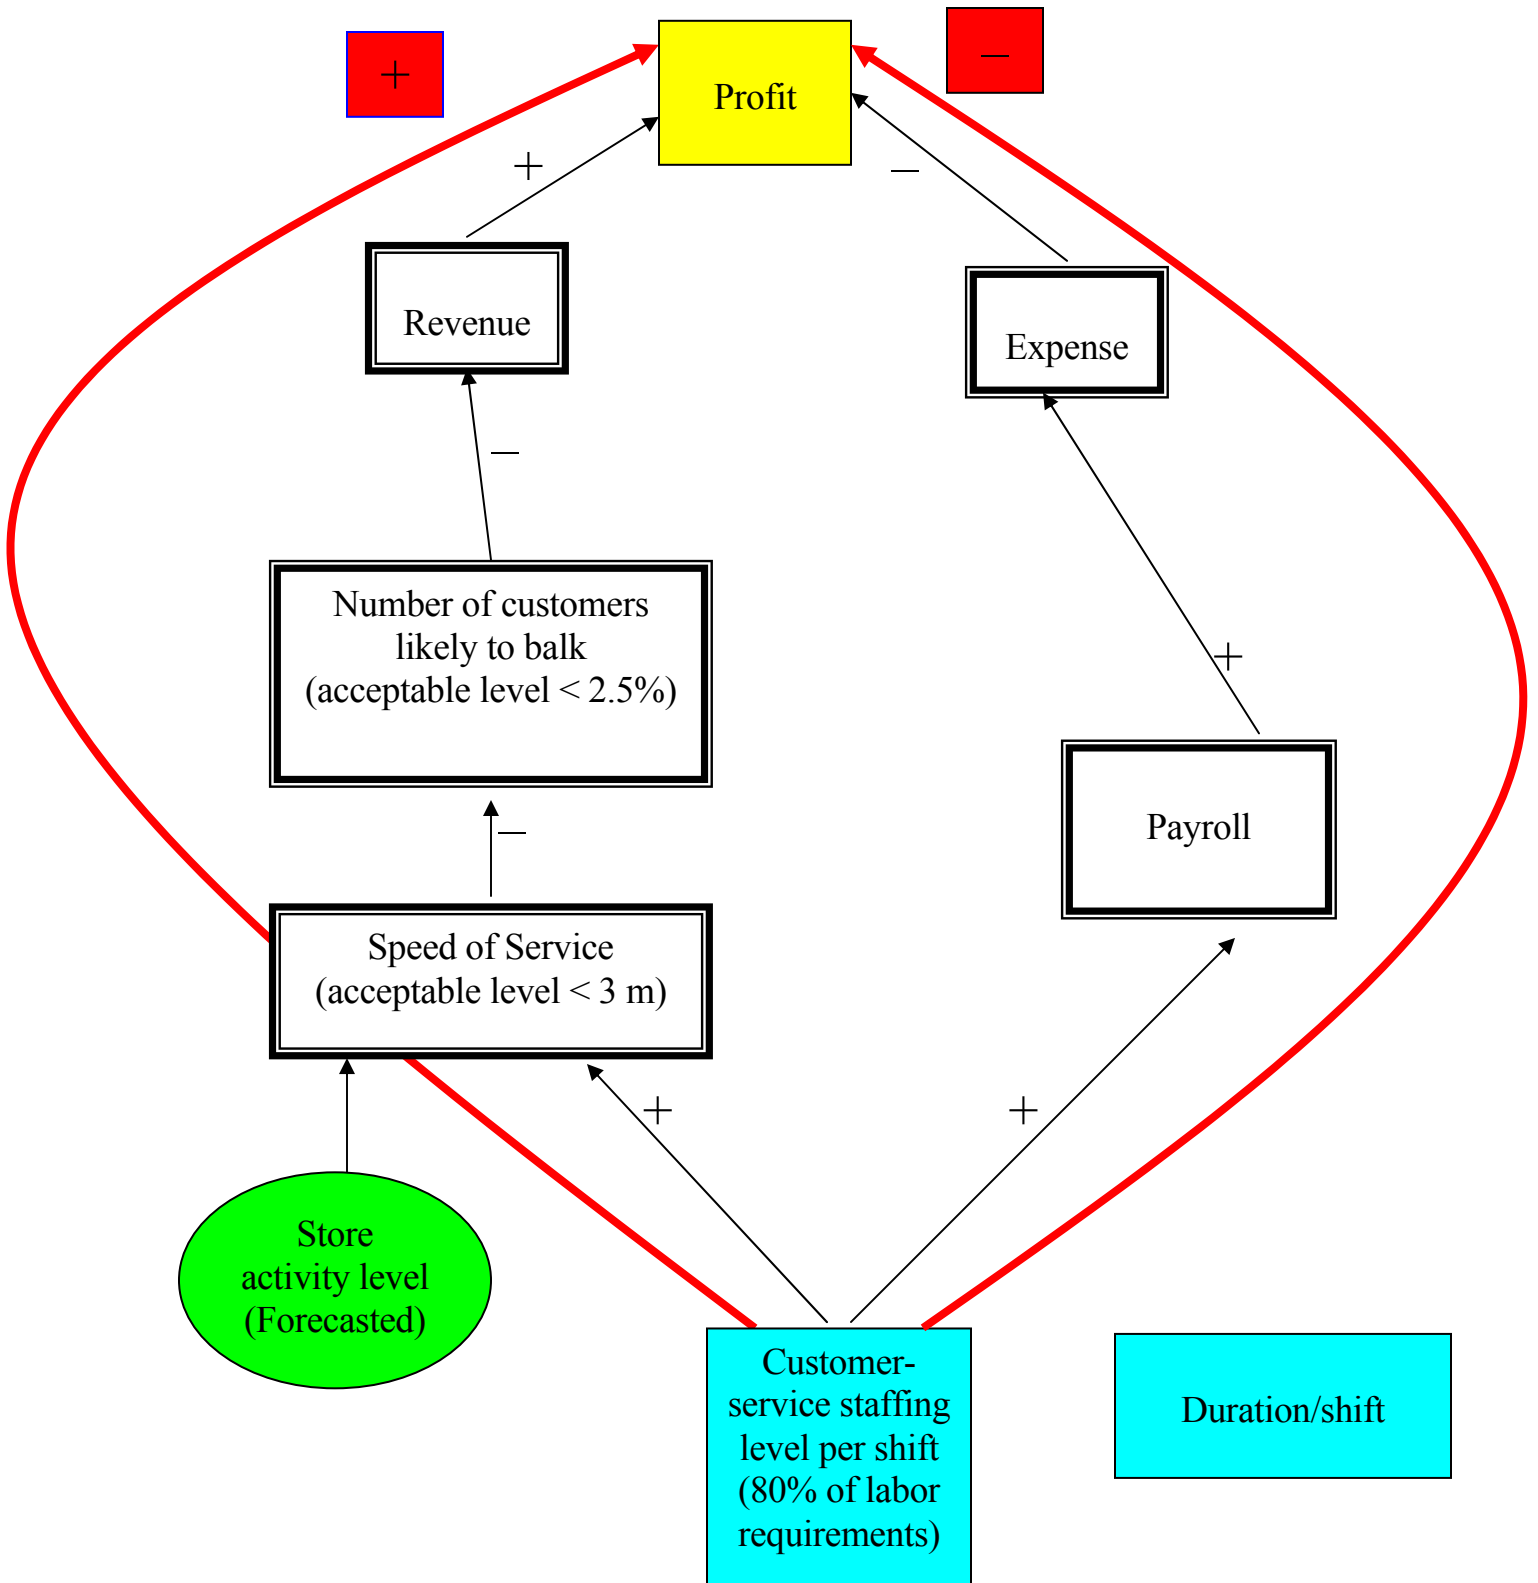 +
–
Profit
+
–
Revenue
Expense
–
Number of customers
likely to balk
(acceptable level < 2.5%)
+
–
Payroll
Speed of Service
(acceptable level < 3 m)
+
+
Store
activity level
(Forecasted)
Customer-
service staffing
level per shift
(80% of labor
requirements)
Duration/shift